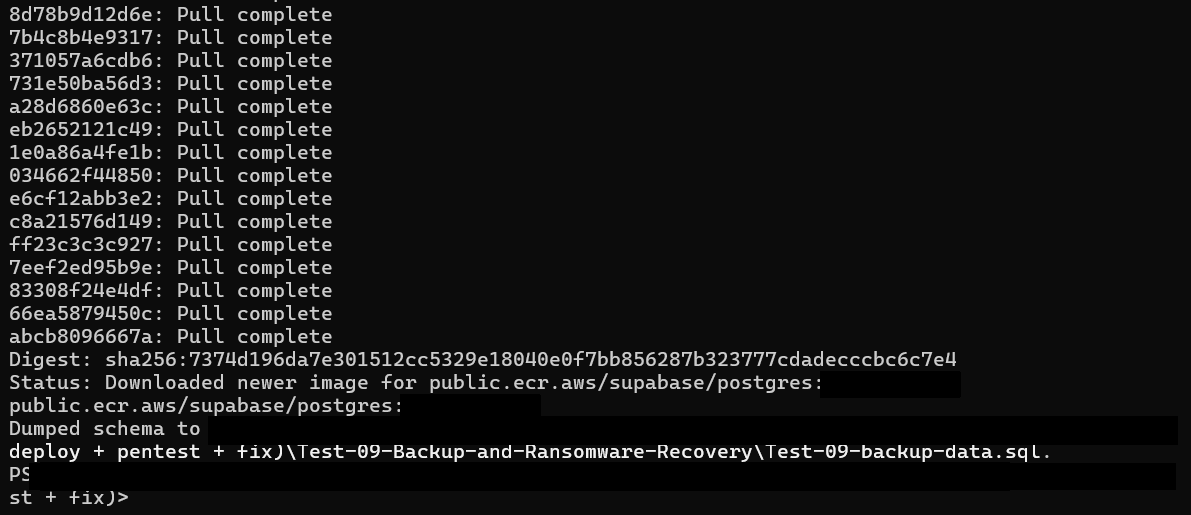 8d78b9d12d6e: Pull complete
7b4c8b4e9317: Pull complete
371057a6cdb6: Pull complete
731e50ba56d3: Pull complete
a28d6860e63c: Pull complete
eb2652121c49: Pull complete
1e0a86a4fe1b: Pull complete
034662f44850: Pull complete
e6cf12abb3e2: Pull complete
c8a21576d149: Pull complete
ff23c3c3c927: Pull complete
7eef2ed95b9e: Pull complete
83308f24e4df: Pull complete
66ea5879450c: Pull complete
abcb8096667a: Pull complete
Digest: sha256:7374d196da7e301512cc5329e18040e0f7bb856287b323777cdadecccbc6c7e4
Status: Downloaded newer image for public.ecr.aws/supabase/postgres:
public.ecr.aws/supabase/postgres:
Dumped schema to
deploy + pentest + fix)\Test-09-Backup-and-Ransomware-Recovery\Test-09-backup-data.sql.
PS
st + fix)>